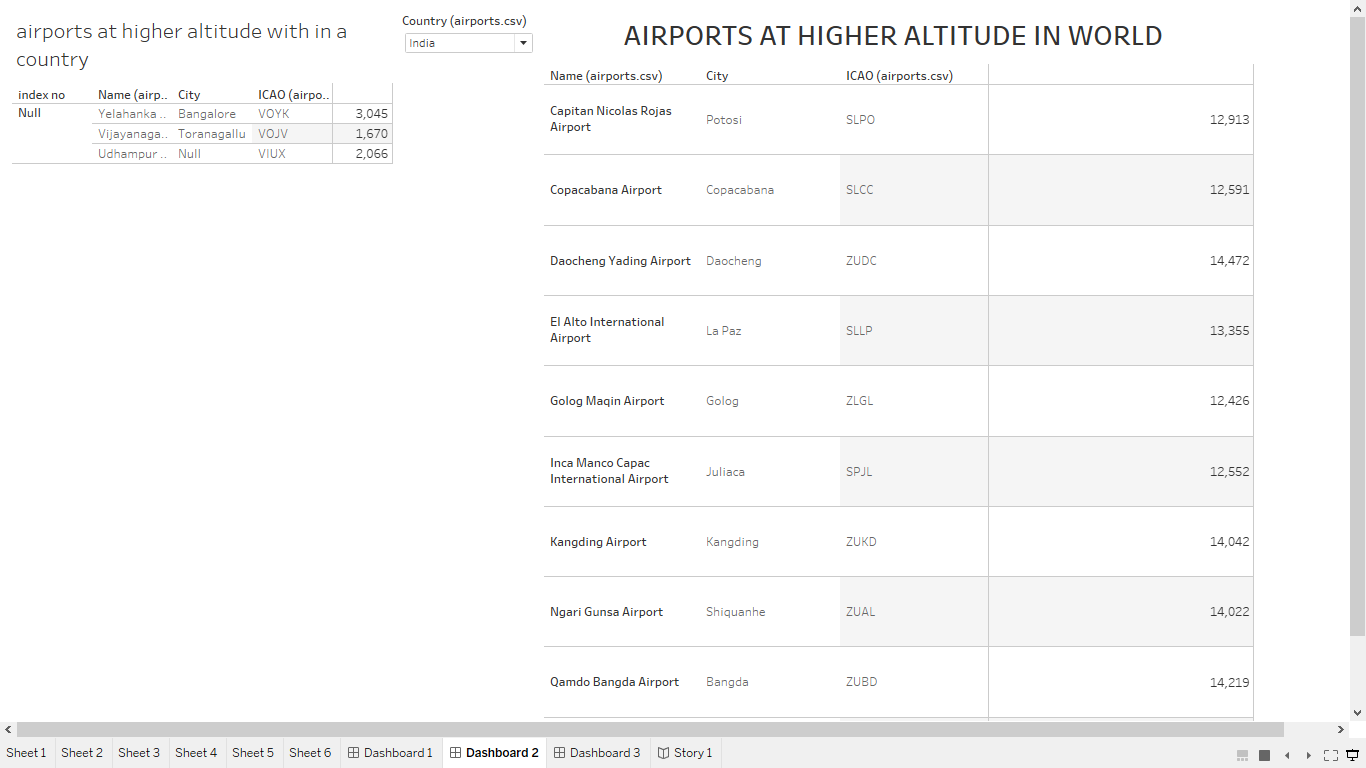 airports at higher altitude with in a
country
Country (airports.csv)
India
index no Name (airp.. City ICAO (airpo..
Null Yelahanka .. Bangalore VOYK 3,045
Vijayanaga.. Toranagallu VOJV 1,670
Udhampur .. Null VIUX 2,066
AIRPORTS AT HIGHER ALTITUDE IN WORLD
Name (airports.csv) City ICAO (airports.csv)
Capitan Nicolas Rojas
Airport Potosi SLPO 12,913
Copacabana Airport Copacabana SLCC 12,591
Daocheng Yading Airport Daocheng ZUDC 14,472
El Alto International
Airport La Paz SLLP 13,355
Golog Maqin Airport Golog ZLGL 12,426
Inca Manco Capac
International Airport Juliaca SPJL 12,552
Kangding Airport Kangding ZUKD 14,042
Ngari Gunsa Airport Shiquanhe ZUAL 14,022
Qamdo Bangda Airport Bangda ZUBD 14,219
Sheet 1 Sheet 2 Sheet 3 Sheet 4 Sheet 5 Sheet 6 Dashboard 1 Dashboard 2 Dashboard 3 Story 1